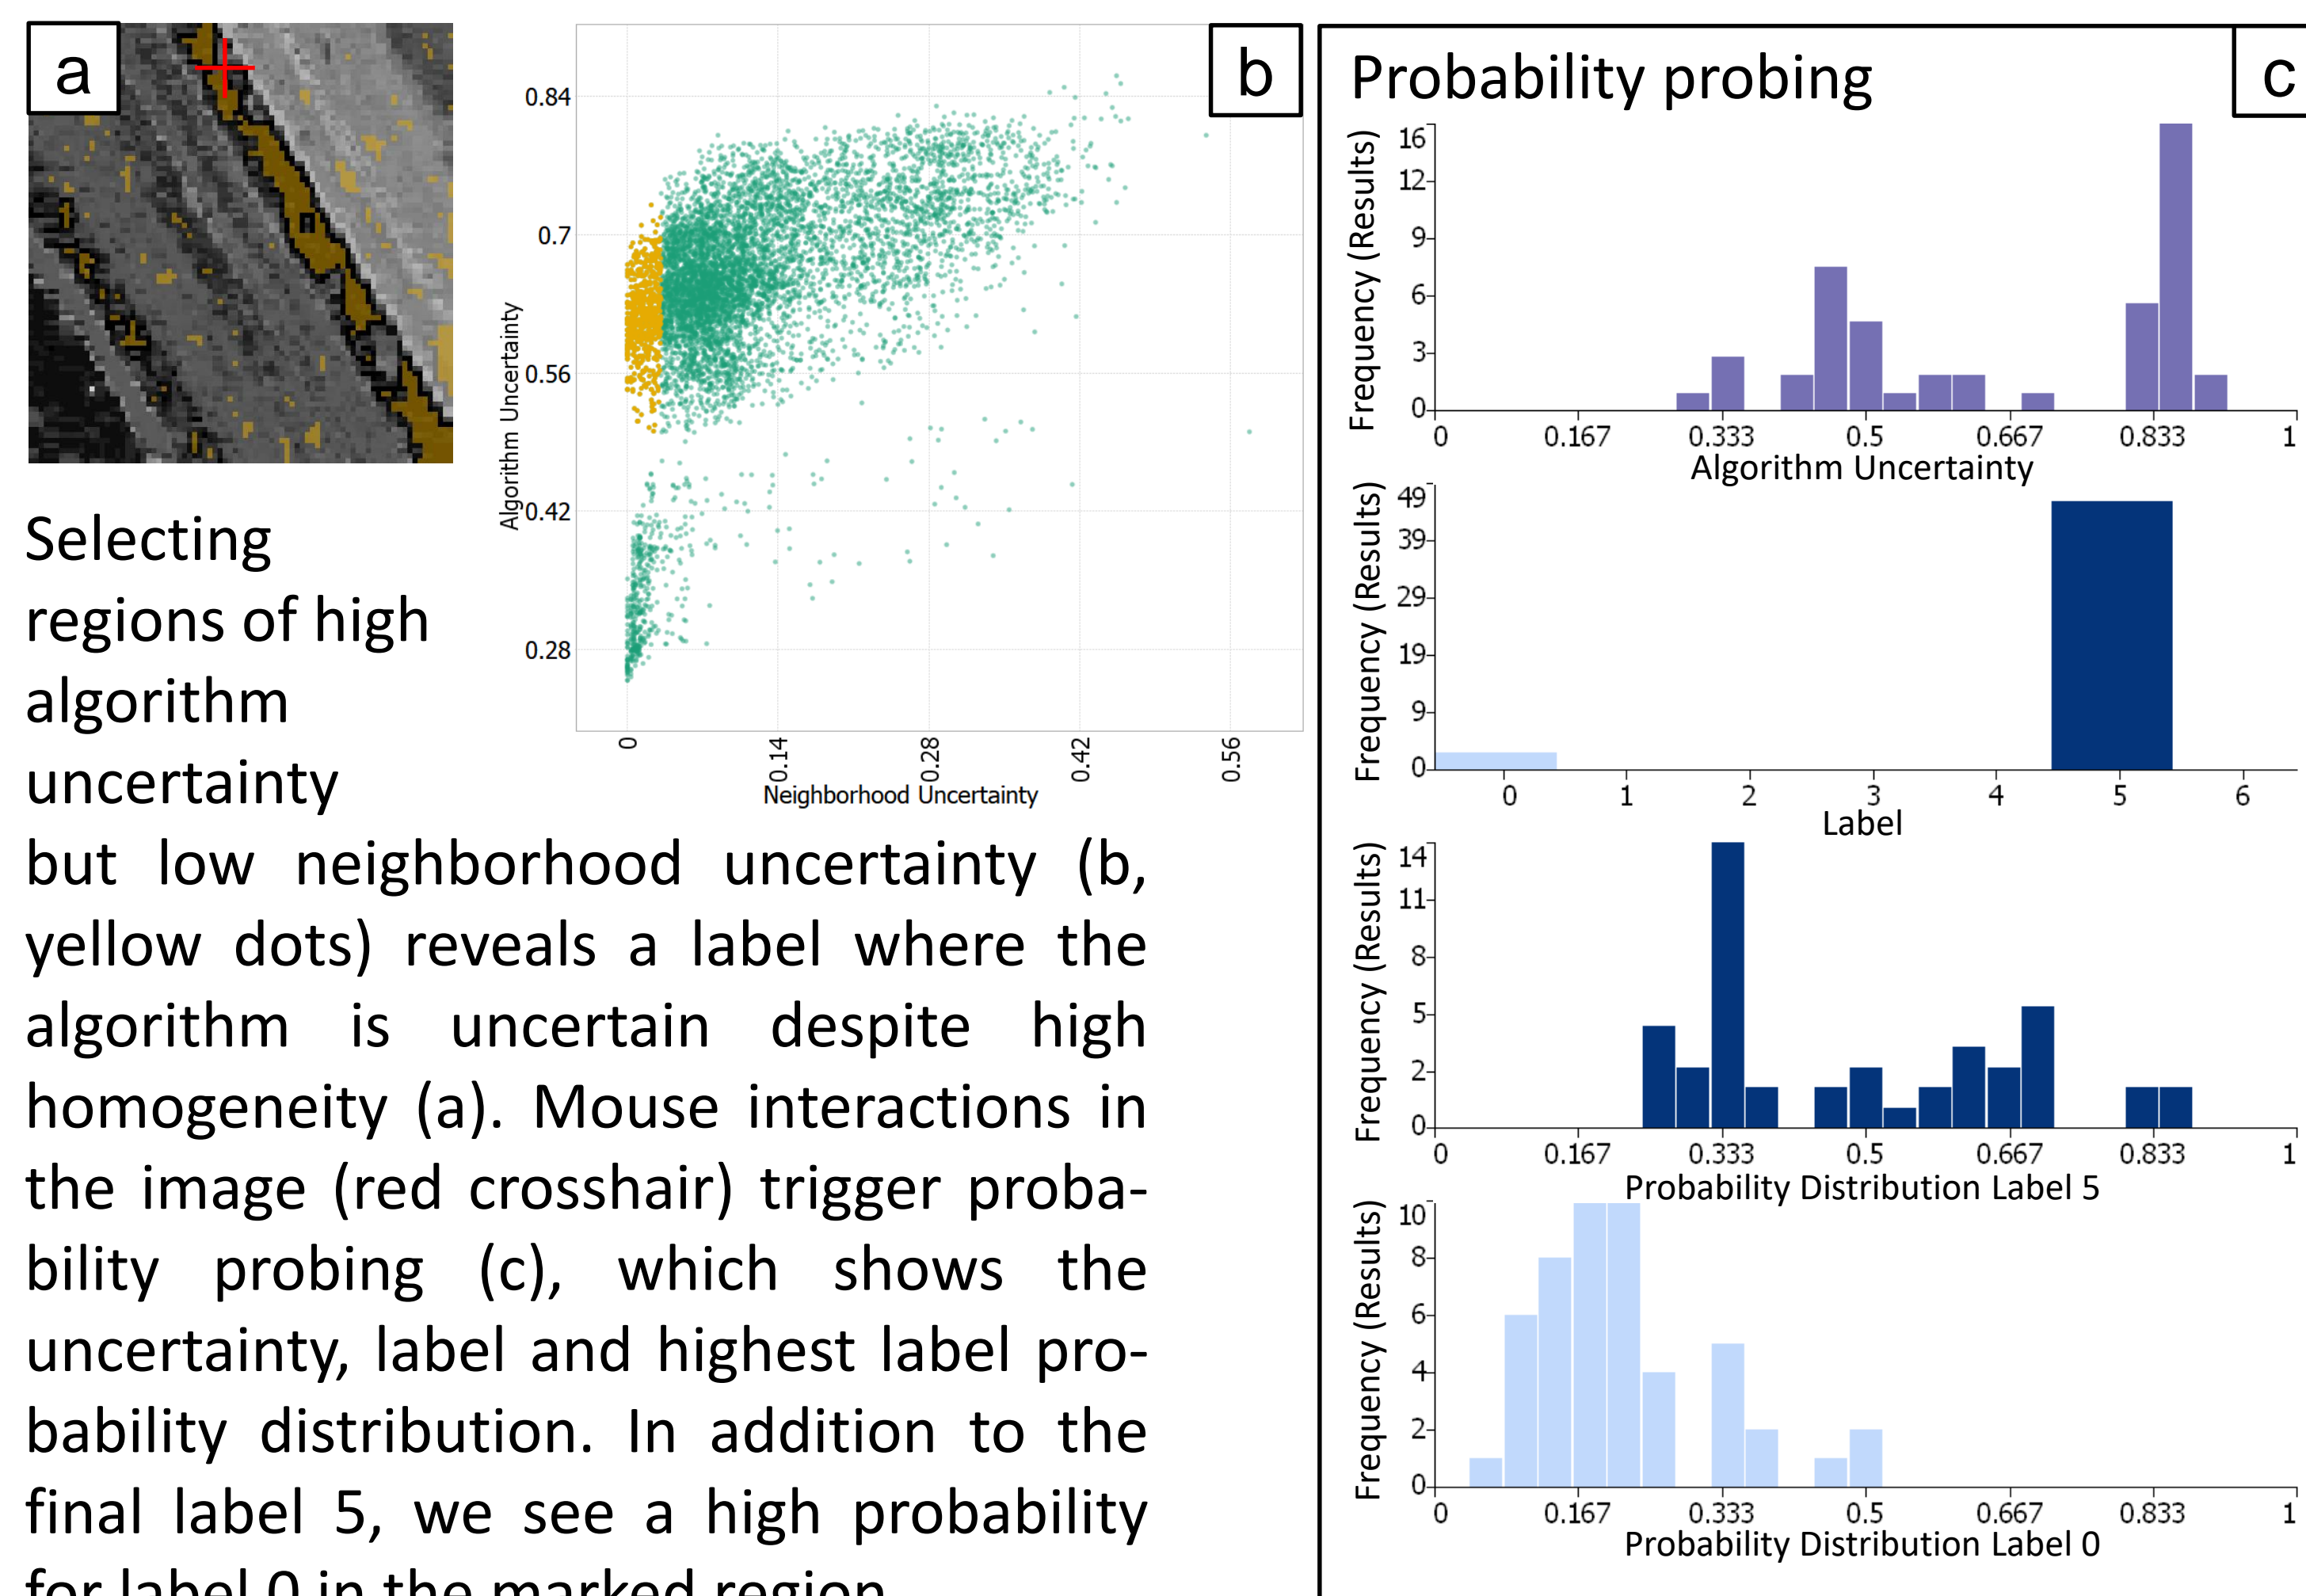 a
b
0.84
0.7
0.56
0.42
0.28
Algorithm Uncertainty
0
0.14
0.28
0.42
0.56
Neighborhood Uncertainty
Selecting
regions of high
algorithm
uncertainty
but low neighborhood uncertainty (b,
yellow dots) reveals a label where the
algorithm is uncertain despite high
homogeneity (a). Mouse interactions in
the image (red crosshair) trigger proba-
bility probing (c), which shows the
uncertainty, label and highest label pro-
bability distribution. In addition to the
final label 5, we see a high probability
for label 0 in the marked region
c
Probability probing
Frequency (Results)
16
12
9
6
3
0
0 0.167 0.333 0.5 0.667 0.833 1
Algorithm Uncertainty
Frequency (Results)
49
39
29
19
9
0
0 1 2 3 4 5 6
Label
Frequency (Results)
14
11
8
5
2
0
0 0.167 0.333 0.5 0.667 0.833 1
Probability Distribution Label 5
Frequency (Results)
10
8
6
4
2
0
0 0.167 0.333 0.5 0.667 0.833 1
Probability Distribution Label 0